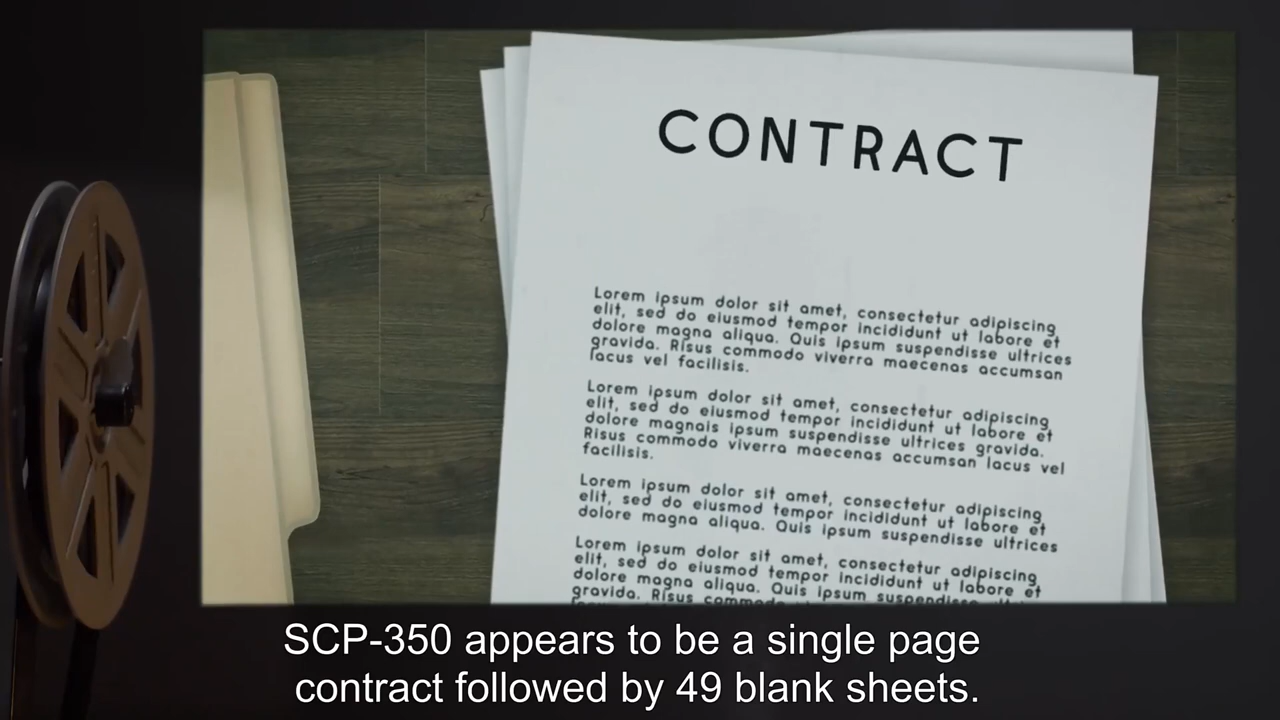 CONTRACT
Lorem ipsum dolor sit amet, consectetur adipiscing
elit, sed do eiusmod tempor incididunt ut labore et
dolore magna aliqua. Quis ipsum suspendisse ultrices
gravida. Risus commodo viverra maecenas accumsan
lacus vel facilisis.
Lorem ipsum dolor sit amet, consectetur adipiscing
elit, sed do eiusmod tempor incididunt ut labore et
dolore magnais ipsum suspendisse ultrices gravida.
Risus commodo viverra maecenas accumsan lacus vel
facilisis.
Lorem ipsum dolor sit amet, consectetur adipiscing
elit, sed do eiusmod tempor incididunt ut labore et
dolore magna aliqua. Quis ipsum suspendisse ultrices
Lorem ipsum dolor sit amet, consectetur adipiscing
elit, sed do eiusmod tempor incididunt ut labore et
dolore magna aliqua. Quis ipsum suspendisse
gravida. Risus commodo
SCP-350 appears to be a single page
contract followed by 49 blank sheets.